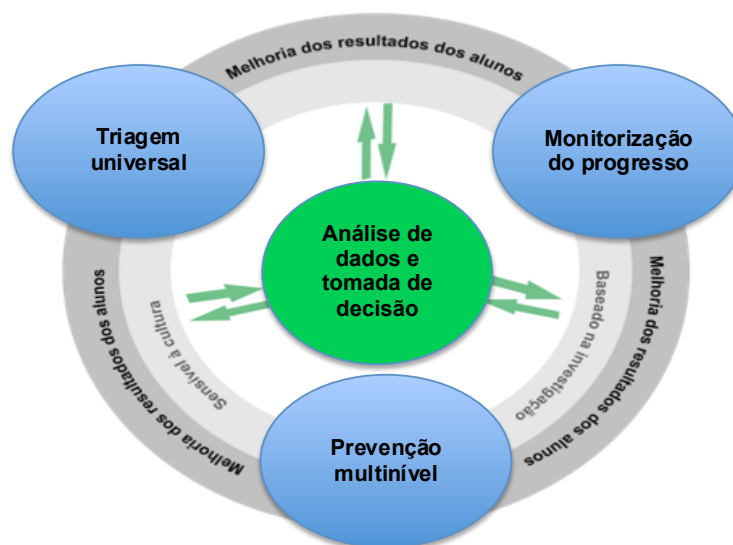 Melhoria dos resultados dos alunos
Triagem
universal
Monitorização
do progresso
Análise de
dados e
tomada de
decisão
Melhoria dos resultados dos alunos
Sensível à cultura
Baseado na investigação
Melhoria dos resultados dos alunos
Prevenção
multinível